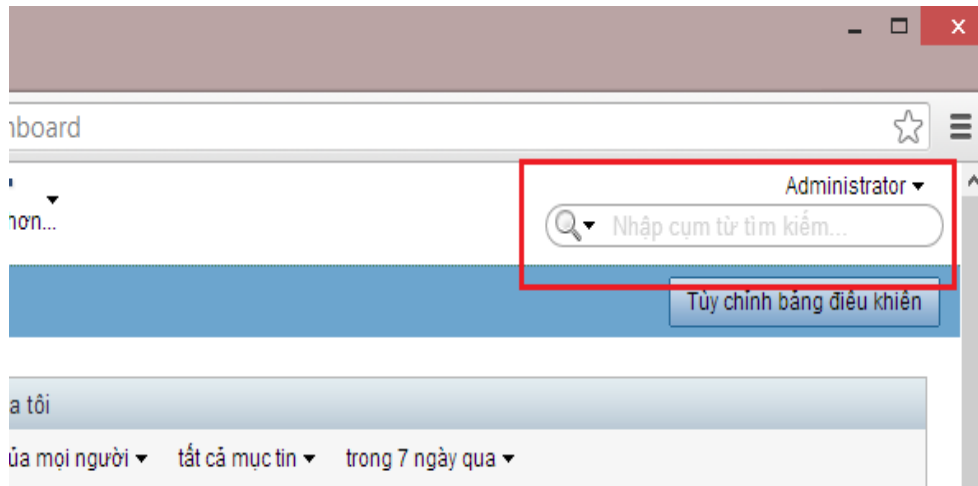 nboard
Administrator
hơn...
Nhập cụm từ tìm kiếm...
Tùy chỉnh bảng điều khiển
a tôi
ủa mọi người tất cả mục tin trong 7 ngày qua